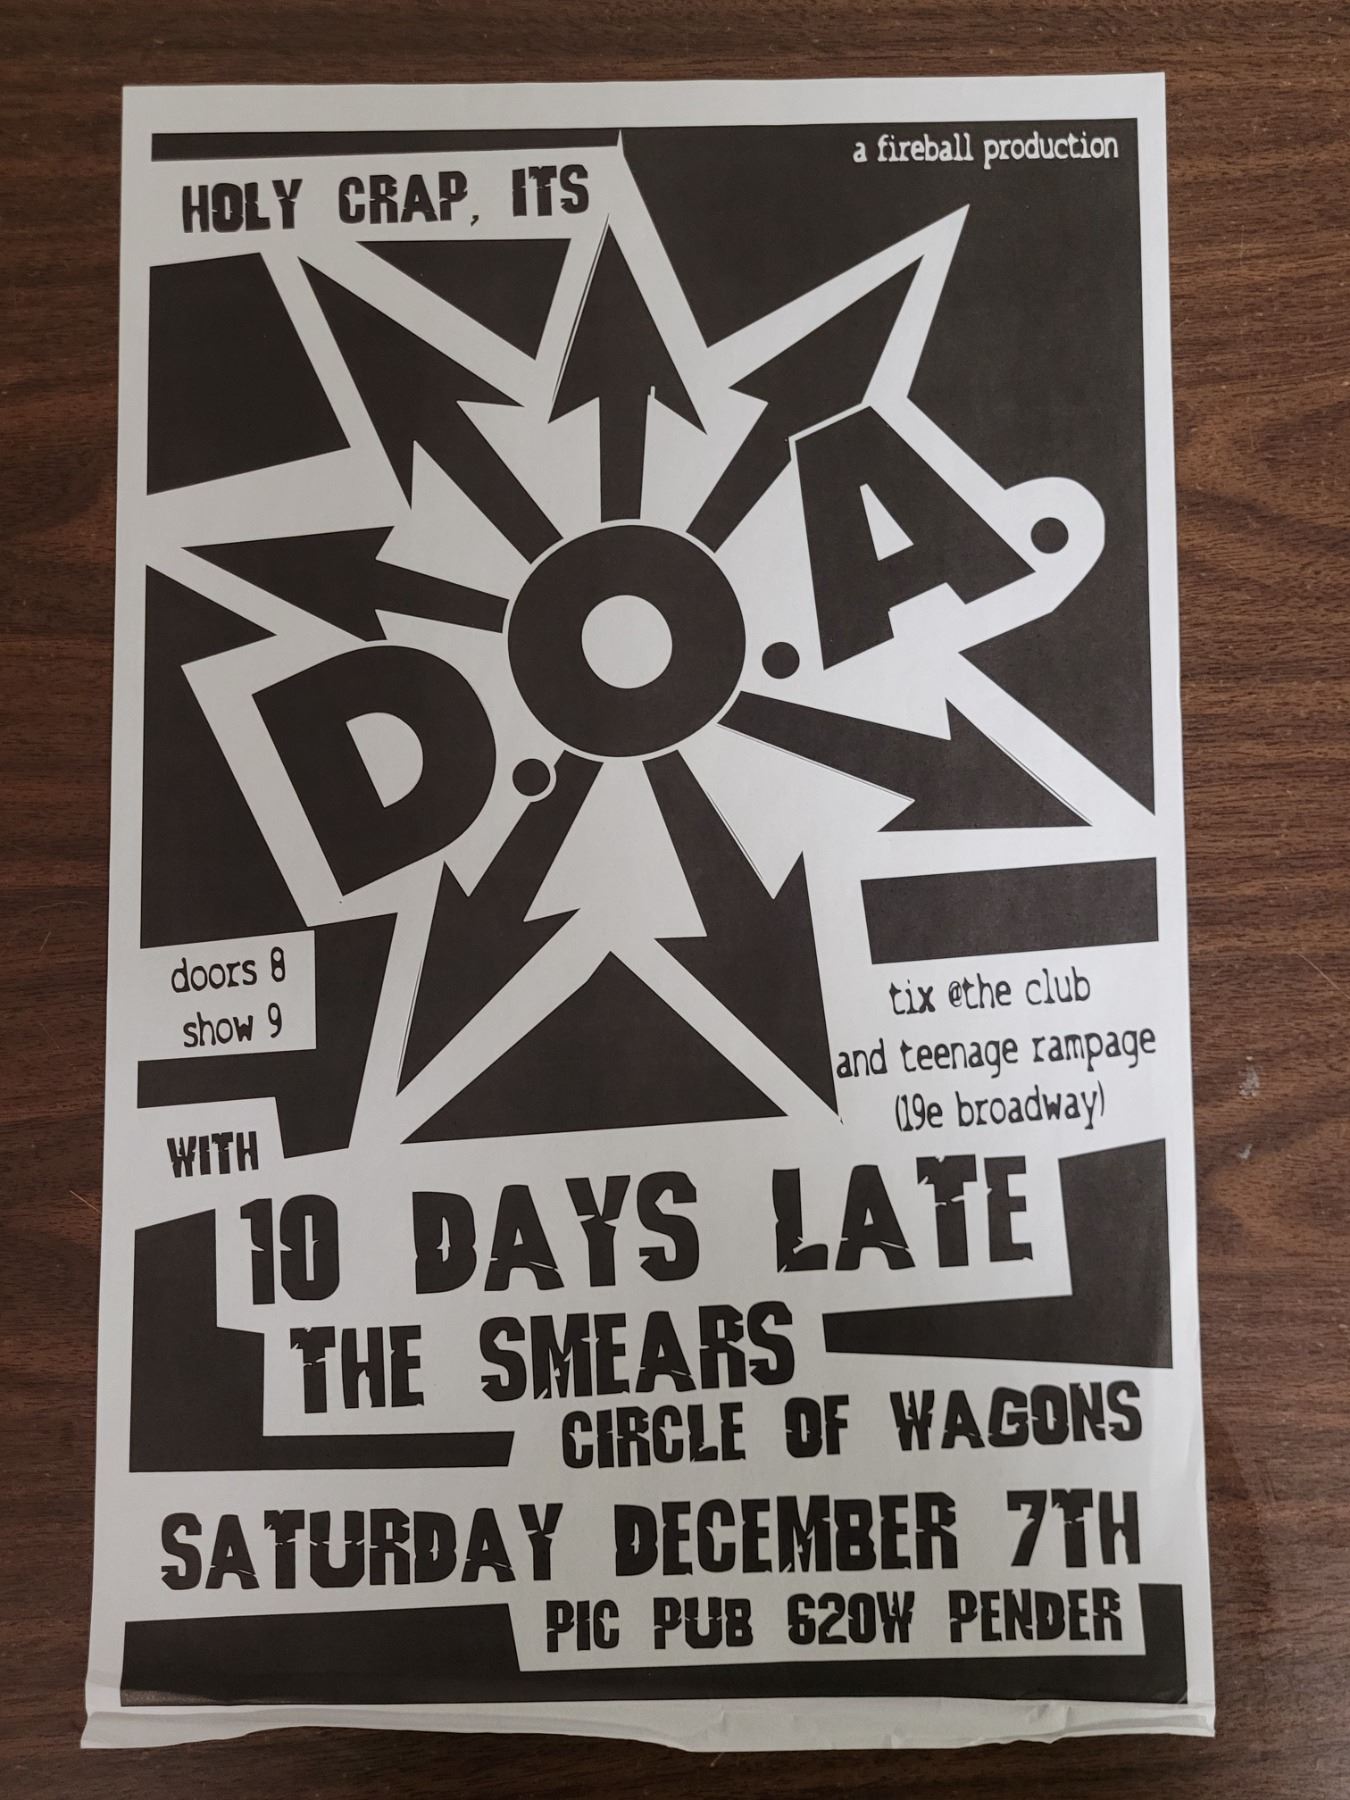 a fireball production
HOLY CRAP, ITS
D.O.A.
doors 8
show 9
tix @the club
and teenage rampage
(19e broadway)
WITH
10 DAYS LATE
THE SMEARS
CIRCLE OF WAGONS
SATURDAY DECEMBER 7TH
PIC PUB 620W PENDER